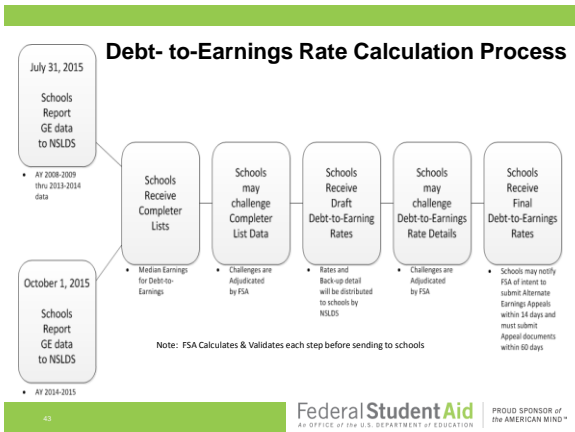 Debt- to-Earnings Rate Calculation Process
July 31, 2015
Schools
Report
GE data
to NSLDS
• AY 2008-2009
thru 2013-2014
data
October 1, 2015
Schools
Report
GE data
to NSLDS
• AY 2014-2015
Schools
Receive
Completer
Lists
• Median Earnings
for Debt-to-
Earnings
Schools
may
challenge
Completer
List Data
• Challenges are
Adjudicated
by FSA
Schools
Receive
Draft
Debt-to-Earning
Rates
• Rates and
Back-up detail
will be distributed
to schools by
NSLDS
Schools
may
challenge
Debt-to-Earnings
Rate Details
• Challenges are
Adjudicated
by FSA
Schools
Receive
Final
Debt-to-Earnings
Rates
• Schools may notify
FSA of intent to
submit Alternate
Earnings Appeals
within 14 days and
must submit
Appeal documents
within 60 days
Note: FSA Calculates & Validates each step before sending to schools
43
Federal Student Aid
An OFFICE of the U.S. DEPARTMENT of EDUCATION
PROUD SPONSOR of
the AMERICAN MIND™